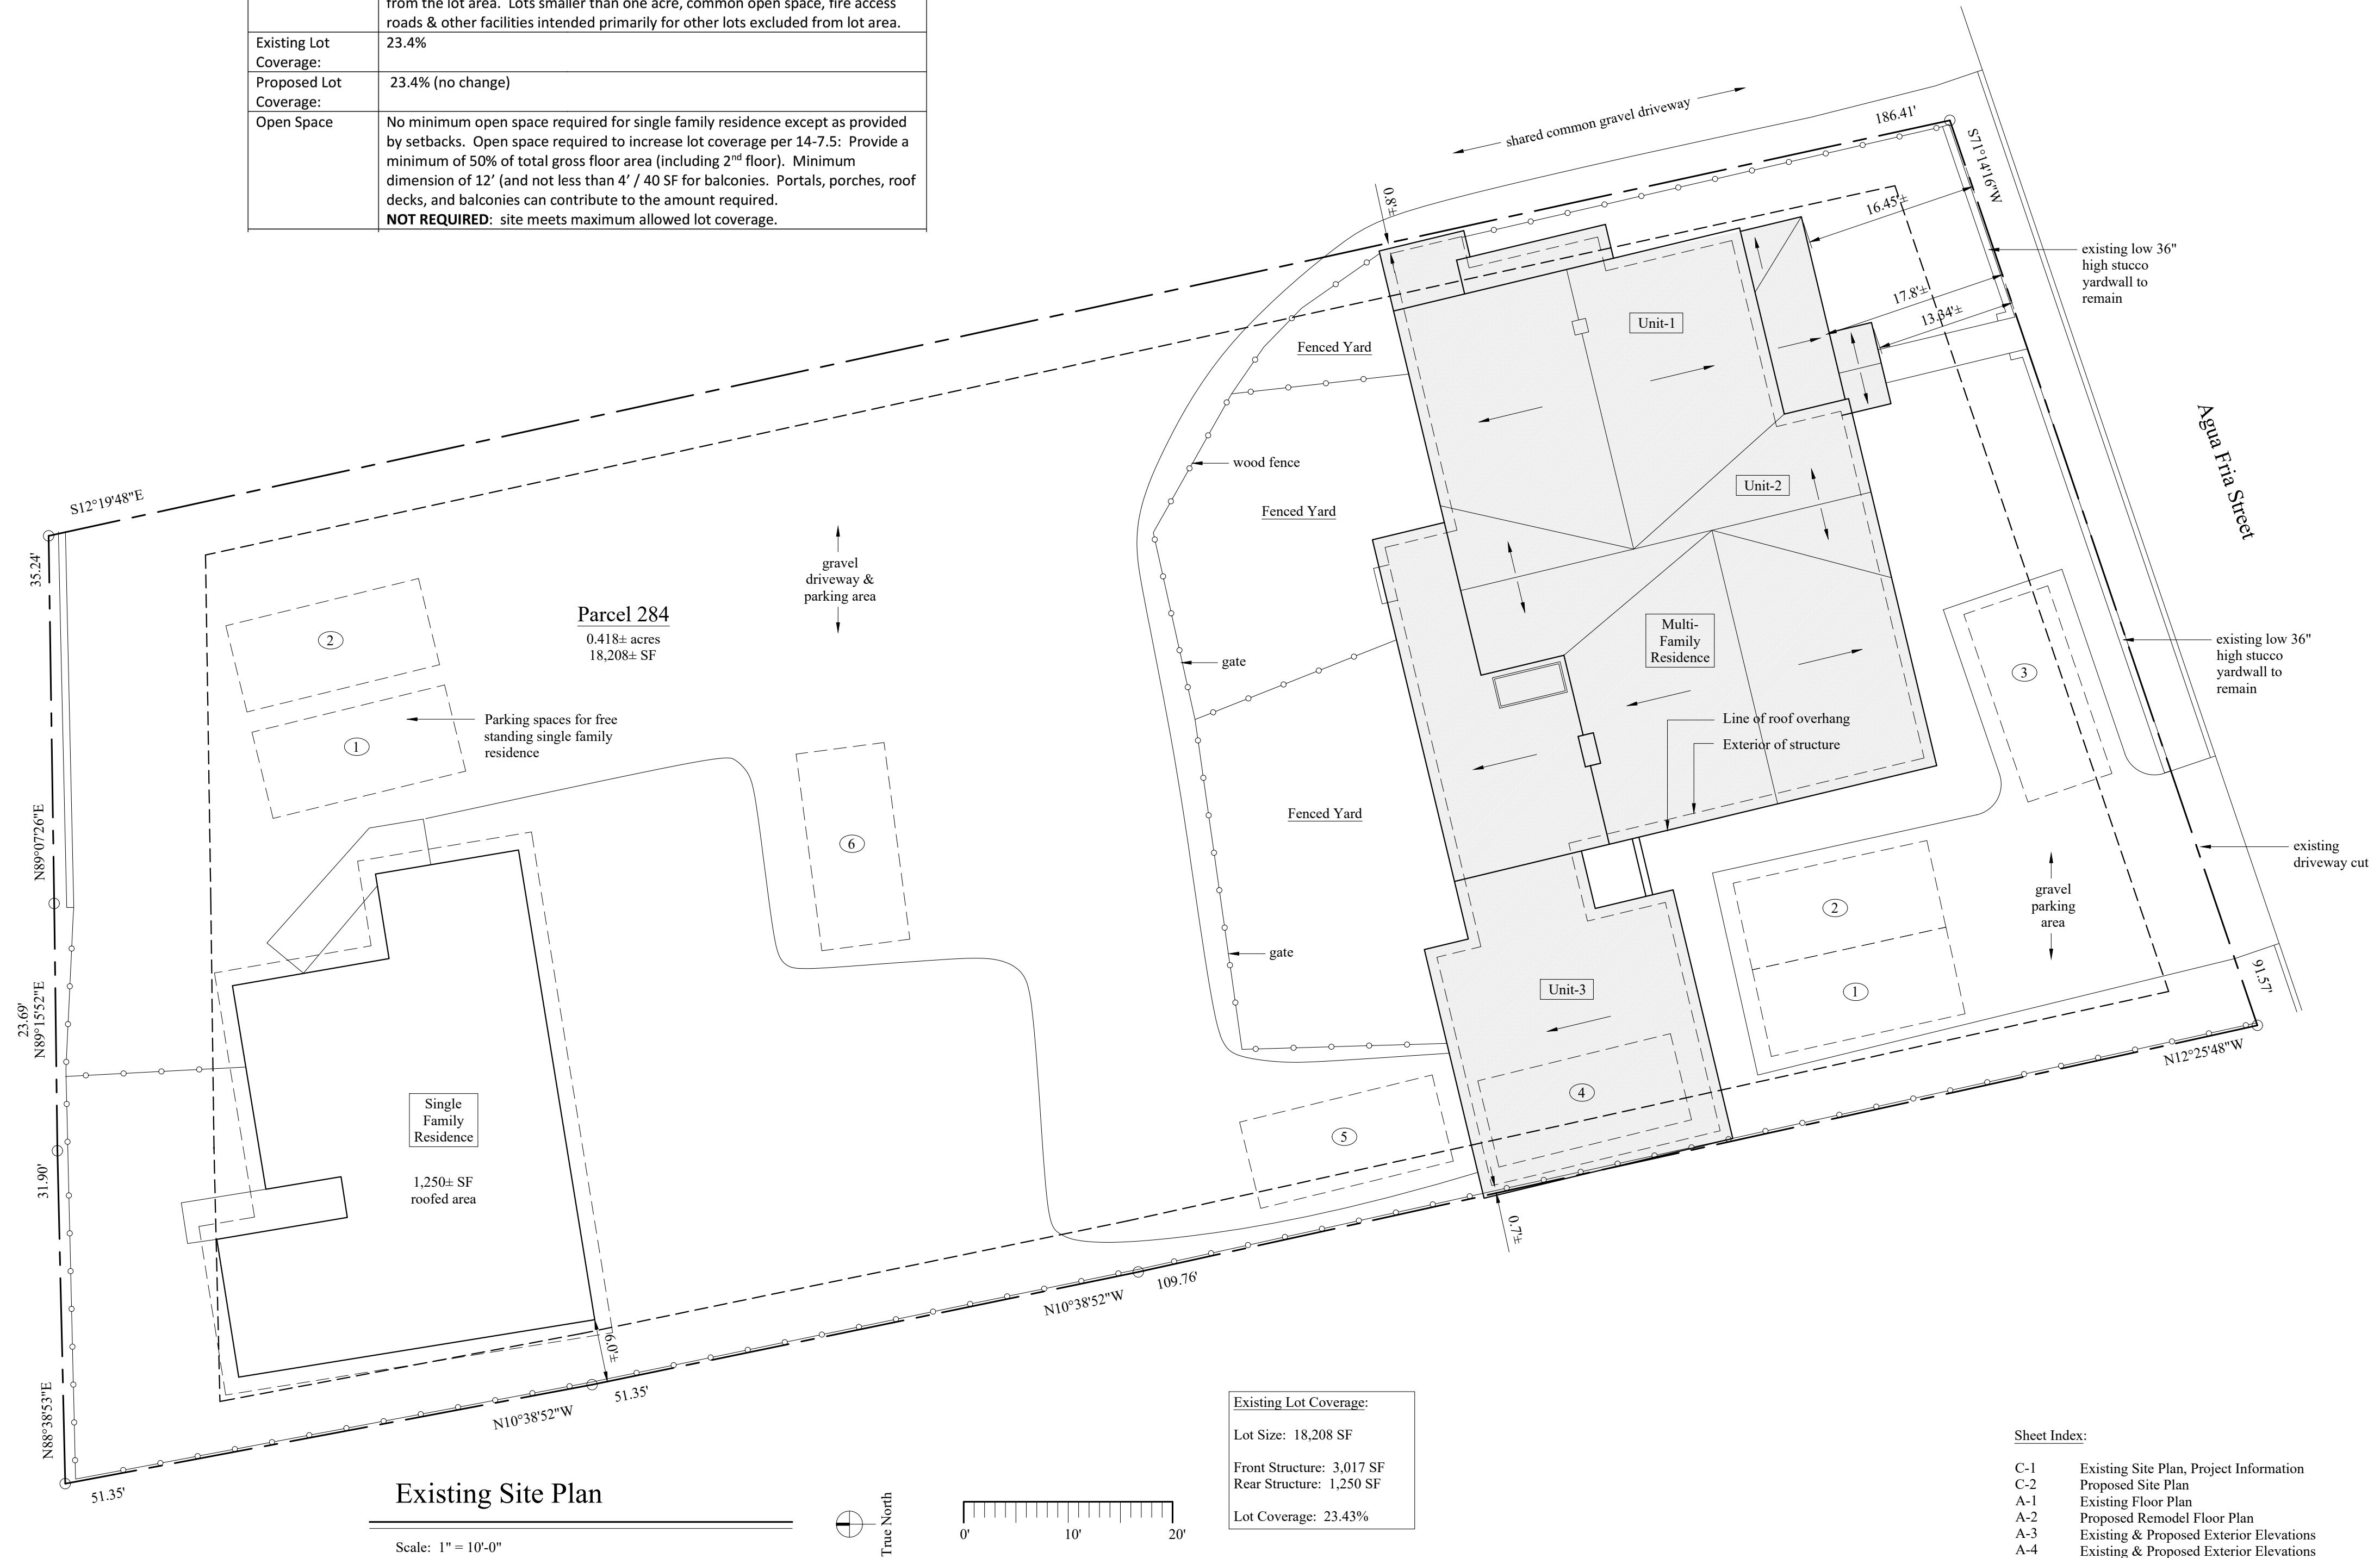 from the lot area. Lots smaller than one acre, common open space, fire access
roads & other facilities intended primarily for other lots excluded from lot area.
Existing Lot
Coverage:
23.4%
Proposed Lot
Coverage:
23.4% (no change)
Open Space
No minimum open space required for single family residence except as provided
by setbacks. Open space required to increase lot coverage per 14-7.5: Provide a
minimum of 50% of total gross floor area (including 2nd floor). Minimum
dimension of 12' (and not less than 4' / 40 SF for balconies. Portals, porches, roof
decks, and balconies can contribute to the amount required.
NOT REQUIRED: site meets maximum allowed lot coverage.
shared common gravel driveway
186.41'
S71°14'16"W
0.8'±
16.45'±
existing low 36"
high stucco
yardwall to
remain
17.8'±
13.34'±
Unit-1
Fenced Yard
Agua Fria Street
wood fence
Unit-2
Fenced Yard
S12°19'48"E
35.24'
gravel
driveway &
parking area
Parcel 284
0.418± acres
18,208± SF
2
Multi-
Family
Residence
gate
3
existing low 36"
high stucco
yardwall to
remain
1
Parking spaces for free
standing single family
residence
Line of roof overhang
Exterior of structure
Fenced Yard
6
N89°07'26"E
existing
driveway cut
2
gravel
parking
area
gate
91.57'
Unit-3
1
23.69'
N89°15'52"E
N12°25'48"W
4
5
Single
Family
Residence
1,250± SF
roofed area
31.90'
0.7'±
109.76'
N10°38'52"W
6.0'±
51.35'
N10°38'52"W
N88°38'53"E
51.35'
Existing Site Plan
Scale: 1" = 10'-0"
True North
0'
10'
20'
Existing Lot Coverage:
Lot Size: 18,208 SF
Front Structure: 3,017 SF
Rear Structure: 1,250 SF
Lot Coverage: 23.43%
Sheet Index:
C-1 Existing Site Plan, Project Information
C-2 Proposed Site Plan
A-1 Existing Floor Plan
A-2 Proposed Remodel Floor Plan
A-3 Existing & Proposed Exterior Elevations
A-4 Existing & Proposed Exterior Elevations